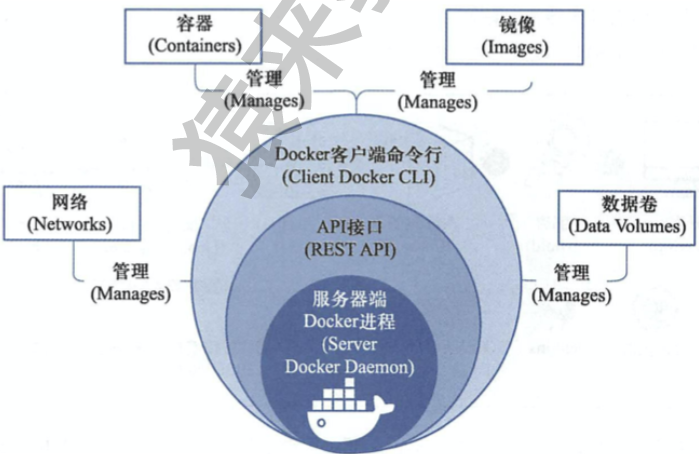 容器
(Containers)
镜像
(Images)
管理
(Manages)
管理
(Manages)
Docker客户端命令行
(Client Docker CLI)
网络
(Networks)
数据卷
(Data Volumes)
API接口
(REST API)
管理
(Manages)
管理
(Manages)
服务器端
Docker进程
(Server
Docker Daemon)
猿来